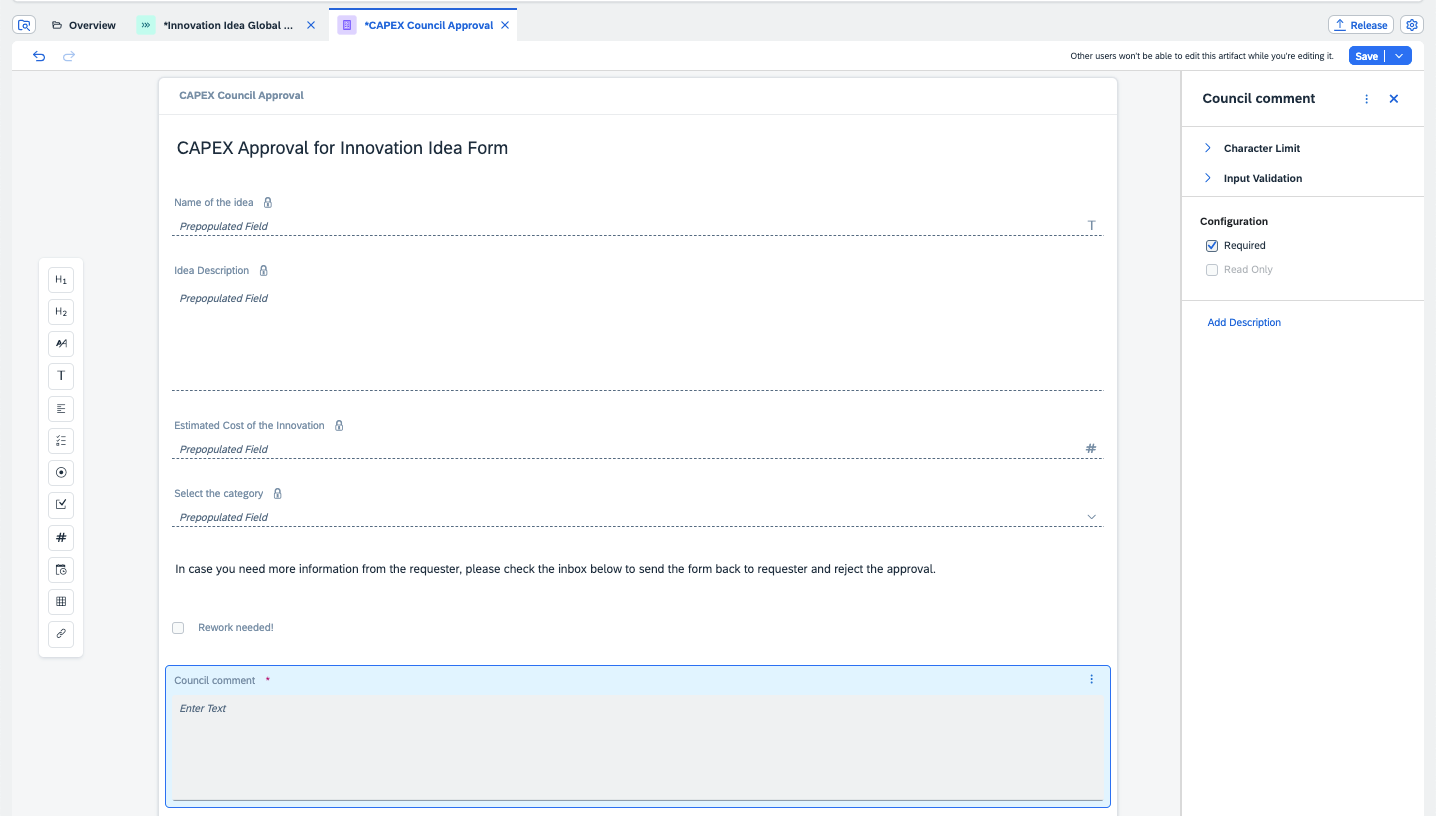 Overview
*Innovation Idea Global ...
*CAPEX Council Approval
Release
Other users won't be able to edit this artifact while you're editing it.
Save
CAPEX Council Approval
CAPEX Approval for Innovation Idea Form
Name of the idea
Prepopulated Field
T
Idea Description
Prepopulated Field
Estimated Cost of the Innovation
Prepopulated Field
#
Select the category
Prepopulated Field
In case you need more information from the requester, please check the inbox below to send the form back to requester and reject the approval.
Rework needed!
Council comment *
Enter Text
H1
H2
AA
T
#
Council comment
Character Limit
Input Validation
Configuration
Required
Read Only
Add Description